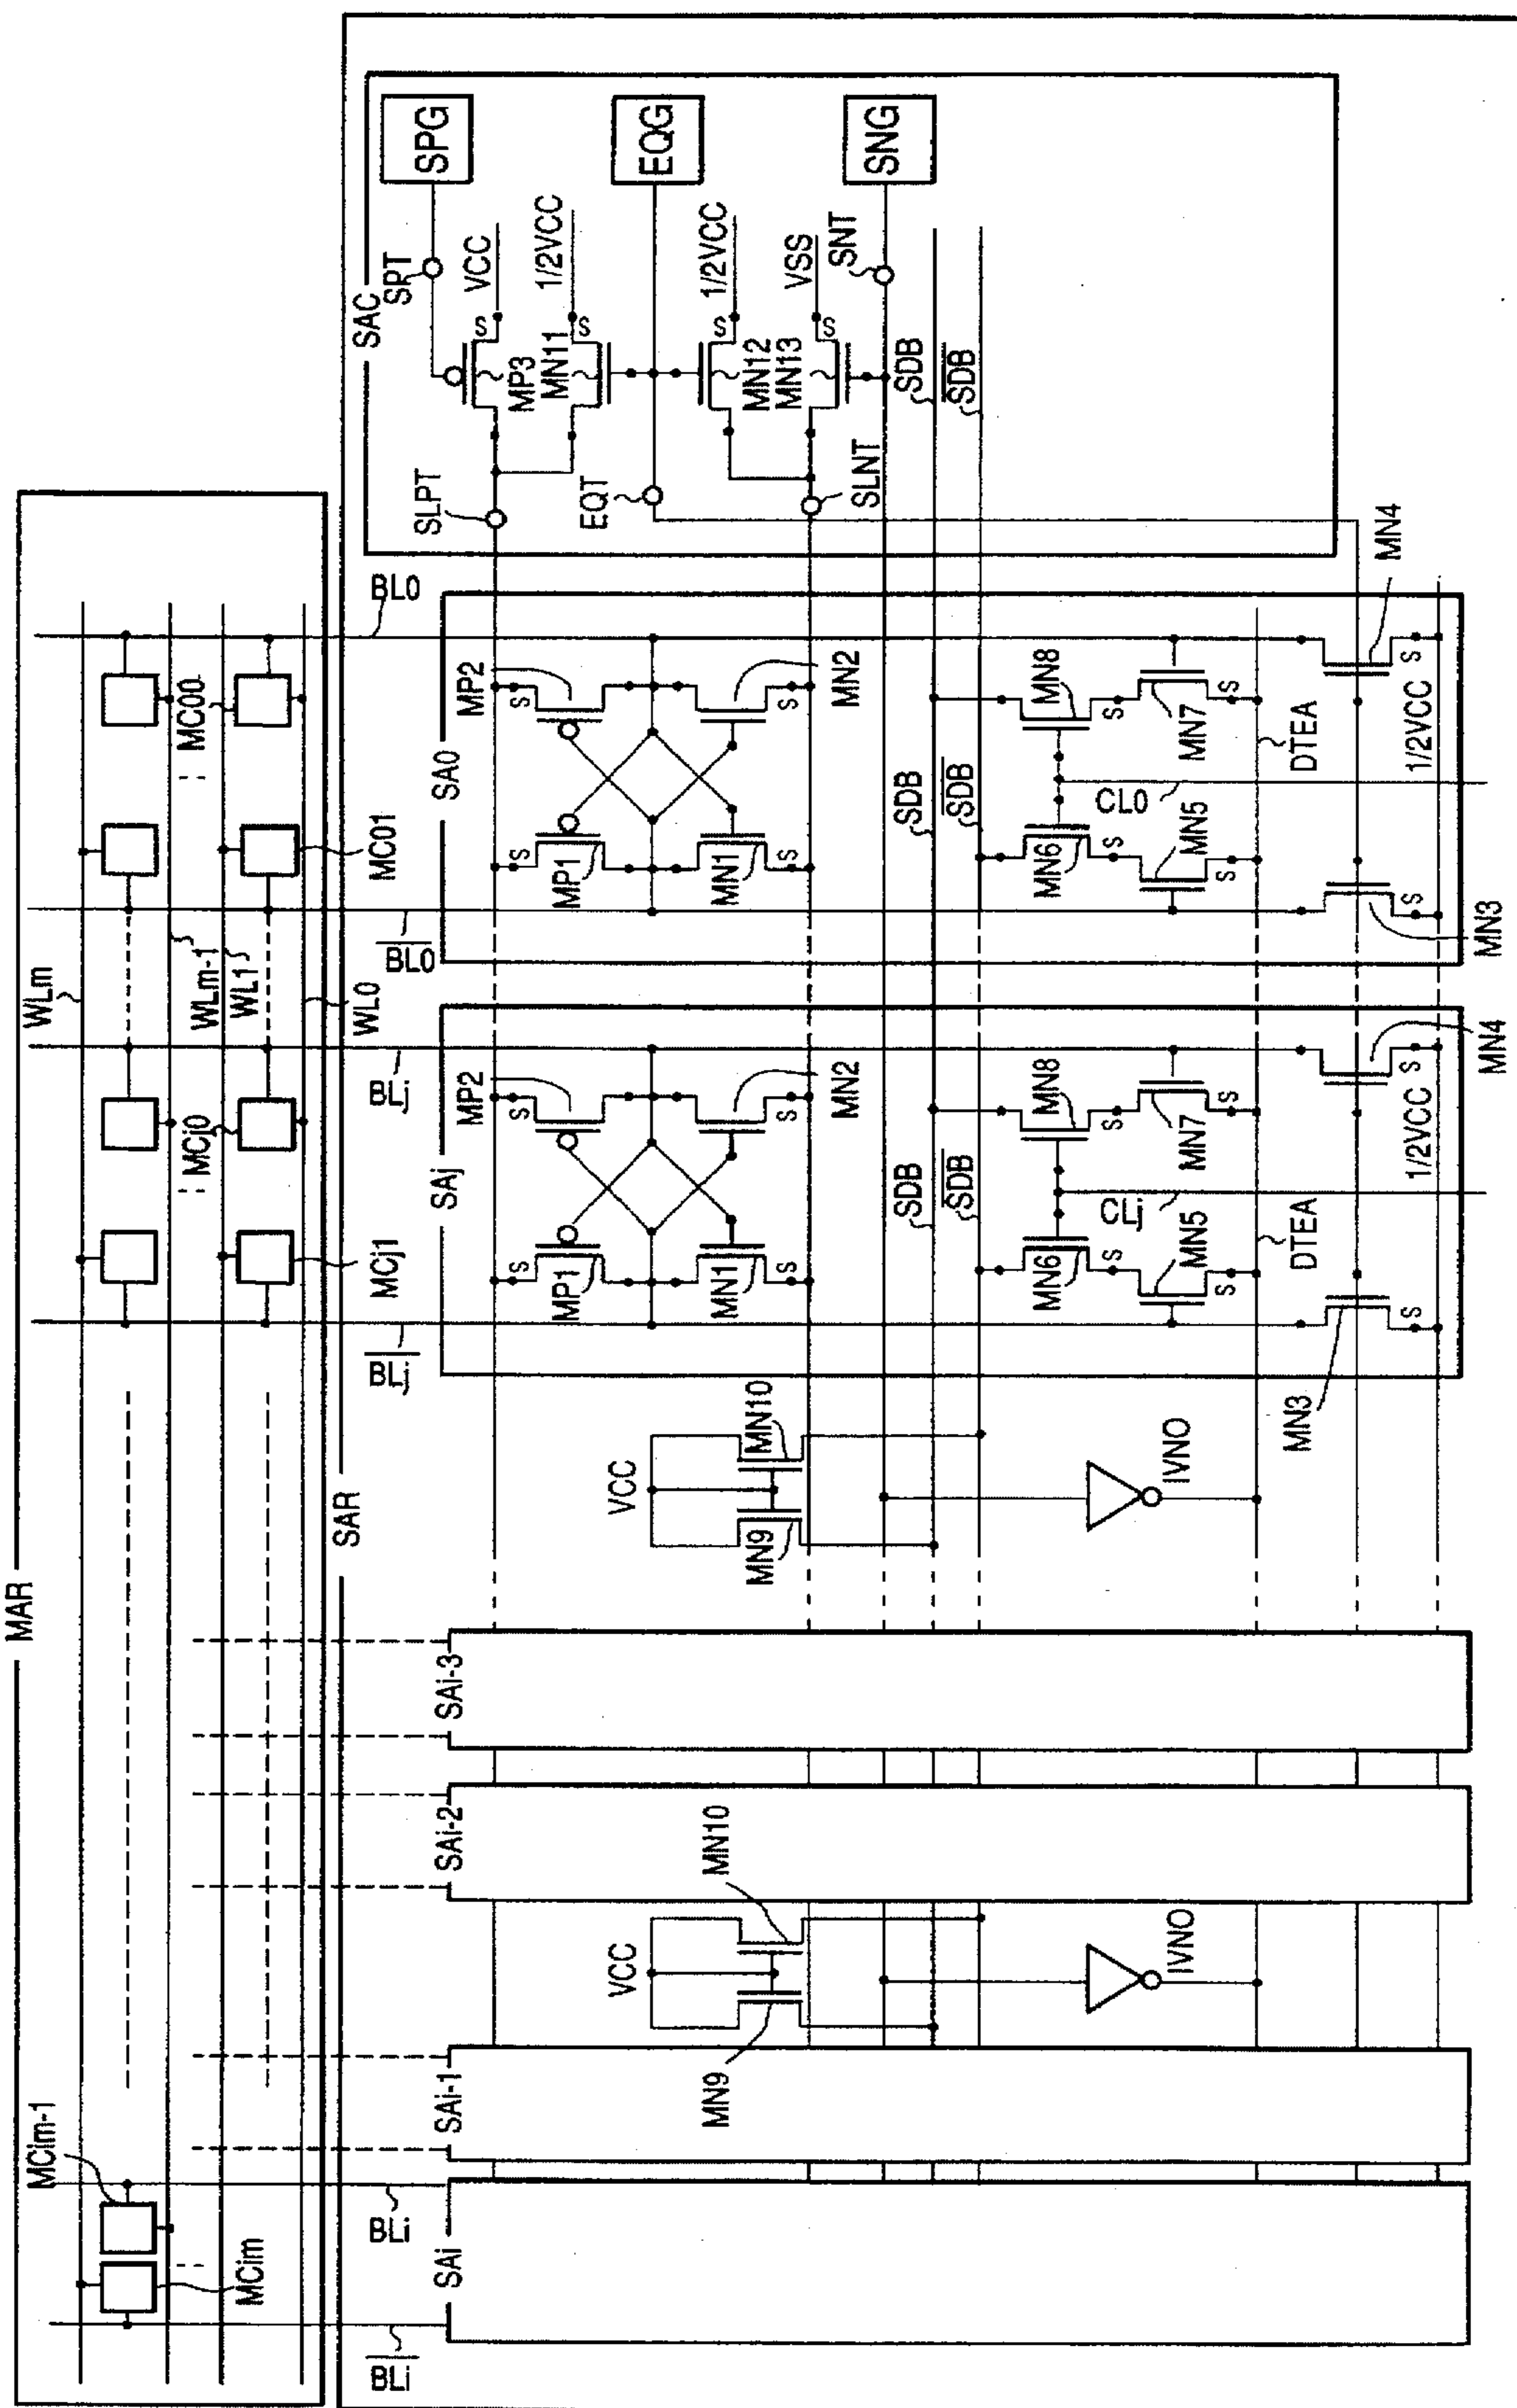 MAR
WLm
WLm-1
WL1
WL0
MC00
MC01
MCj0
MCj1
MCim-1
MCim
SAR
BL0
BL0
BLj
BLj
BLi
BLi
SAC
SPG
SPT
VCC
S
MP3
1/2VCC
S
MN11
SLPT
EQG
EQT
1/2VCC
S
MN12
MN13
VSS
S
SLNT
SNG
SNT
SDB
SDB
SA0
MP2
S
MP1
S
MN2
S
MN1
S
SDB
SDB
MN8
S
MN6
S
MN7
S
MN5
S
CL0
DTEA
MN4
S
1/2VCC
MN3
S
SAj
MP2
S
MP1
S
MN2
S
MN1
S
SDB
SDB
MN8
S
MN6
S
MN7
S
MN5
S
CLj
DTEA
MN4
S
1/2VCC
MN3
S
VCC
MN10
MN9
IVNO
SAi-3
SAi-2
VCC
MN10
MN9
IVNO
SAi-1
SAi